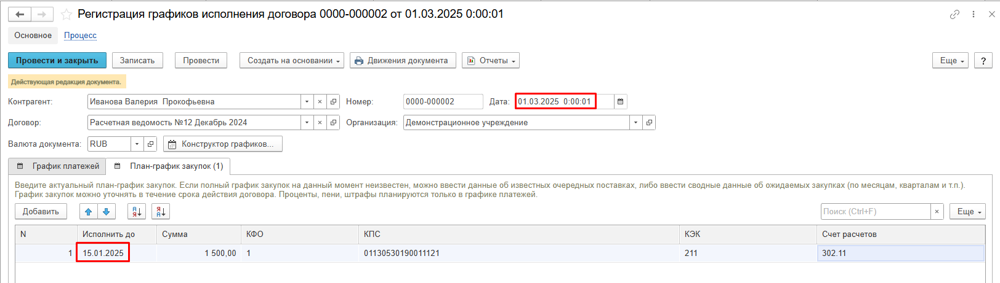 Регистрация графиков исполнения договора 0000-000002 от 01.03.2025 0:00:01
Основное Процесс
Провести и закрыть Записать Провести Создать на основании Движения документа Отчеты Еще ?
Действующая редакция документа.
Контрагент: Иванова Валерия Прокофьевна Номер: 0000-000002 Дата: 01.03.2025 0:00:01
Договор: Расчетная ведомость №12 Декабрь 2024 Организация: Демонстрационное учреждение
Валюта документа: RUB Конструктор графиков...
График платежей План-график закупок (1)
Введите актуальный план-график закупок. Если полный график закупок на данный момент неизвестен, можно ввести данные об известных очередных поставках, либо ввести сводные данные об ожидаемых закупках (по месяцам, кварталам и т.п.).
График закупок можно уточнять в течение срока действия договора. Проценты, пени, штрафы планируются только в графике платежей.
Добавить Поиск (Ctrl+F) Еще
N Исполнить до Сумма КФО КПС КЭК Счет расчетов
1 15.01.2025 1 500,00 1 01130530190011121 211 302.11